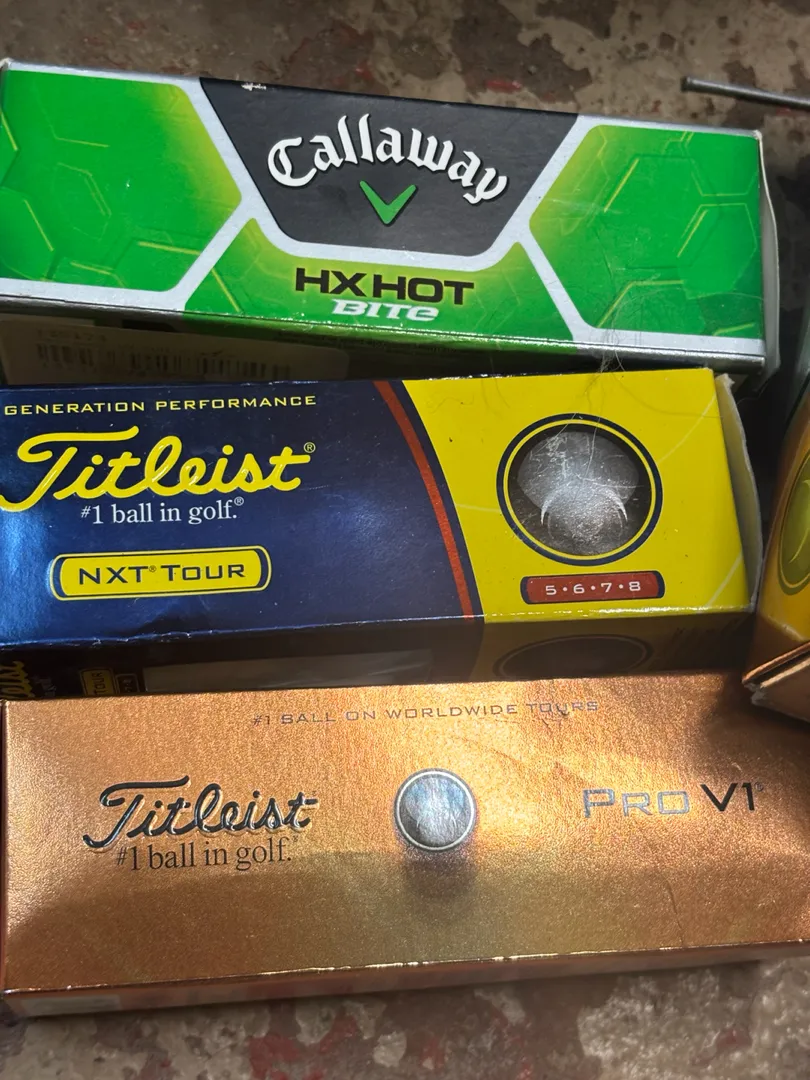 Callaway
HX HOT
BITE
GENERATION PERFORMANCE
Titleist®
#1 ball in golf.®
NXT® TOUR
5•6•7•8
TOUR
#1 BALL ON WORLDWIDE TOURS
Titleist®
#1 ball in golf.®
PRO V1®